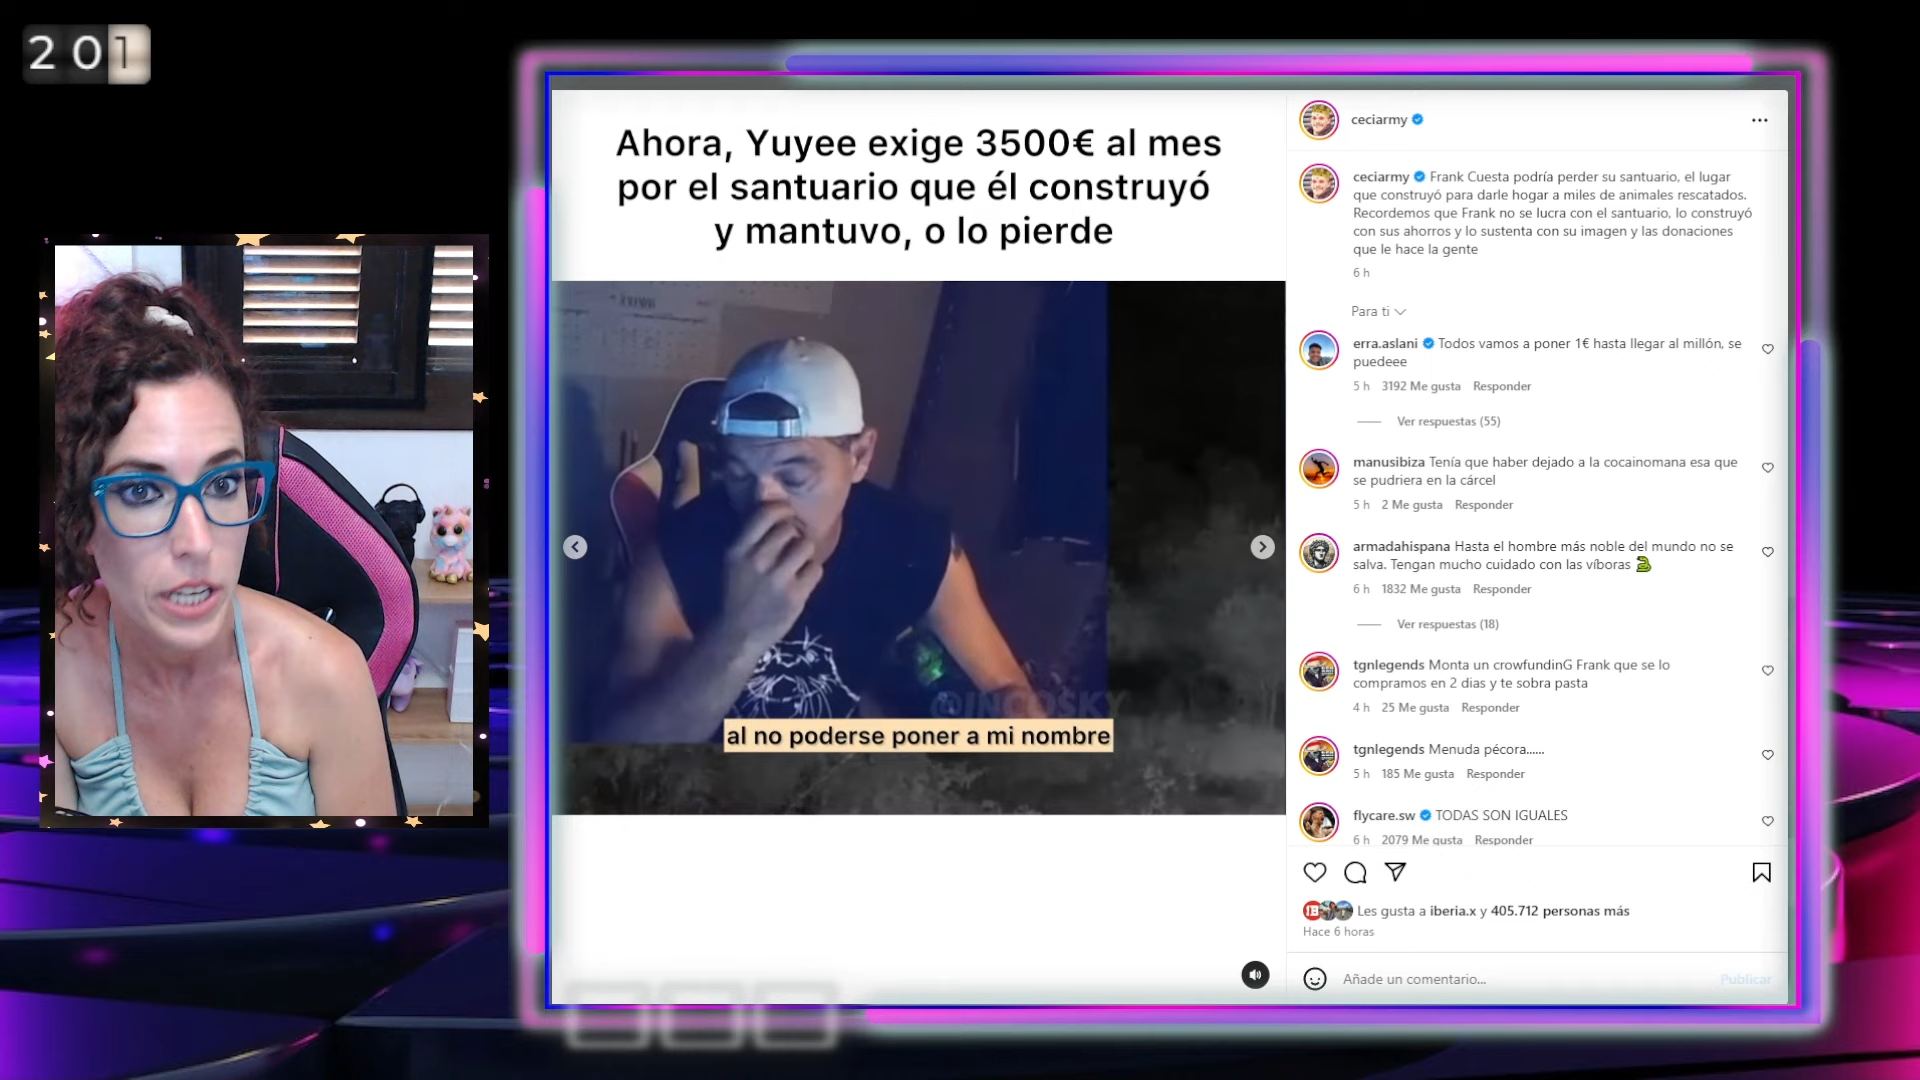 201
Ahora, Yuyee exige 3500€ al mes
por el santuario que él construyó
y mantuvo, o lo pierde
@INCOSKY
al no poderse poner a mi nombre
ceciarmy
ceciarmy Frank Cuesta podría perder su santuario, el lugar
que construyó para darle hogar a miles de animales rescatados.
Recordemos que Frank no se lucra con el santuario, lo construyó
con sus ahorros y lo sustenta con su imagen y las donaciones
que le hace la gente
6 h
Para ti
erra.aslani Todos vamos a poner 1€ hasta llegar al millón, se
puedeee
5 h 3192 Me gusta Responder
Ver respuestas (55)
manusibiza Tenía que haber dejado a la cocainomana esa que
se pudriera en la cárcel
5 h 2 Me gusta Responder
armadahispana Hasta el hombre más noble del mundo no se
salva. Tengan mucho cuidado con las víboras 🐍
6 h 1832 Me gusta Responder
Ver respuestas (18)
tgnlegends Monta un crowfundinG Frank que se lo
compramos en 2 dias y te sobra pasta
4 h 25 Me gusta Responder
tgnlegends Menuda pécora......
5 h 185 Me gusta Responder
flycare.sw TODAS SON IGUALES
6 h 2079 Me gusta Responder
Les gusta a iberia.x y 405.712 personas más
Hace 6 horas
Añade un comentario...
Publicar